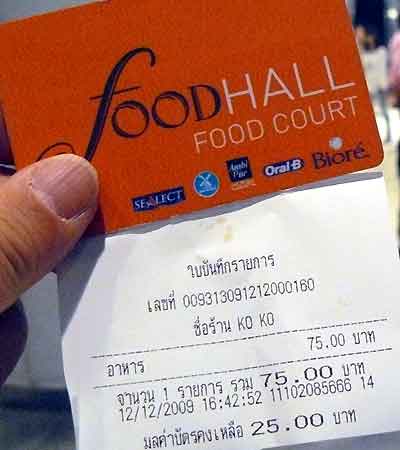 foodHALL
FOOD COURT
SEALECT
Ambi Pur
Oral-B
Bioré
ใบบันทึกรายการ
เลขที่ 009313091212000160
ชื่อร้าน KO KO
75.00 บาท
อาหาร
จำนวน 1 รายการ รวม 75.00 บาท
12/12/2009 16:42:52 11102085666 14
มูลค่าบัตรคงเหลือ 25.00 บาท